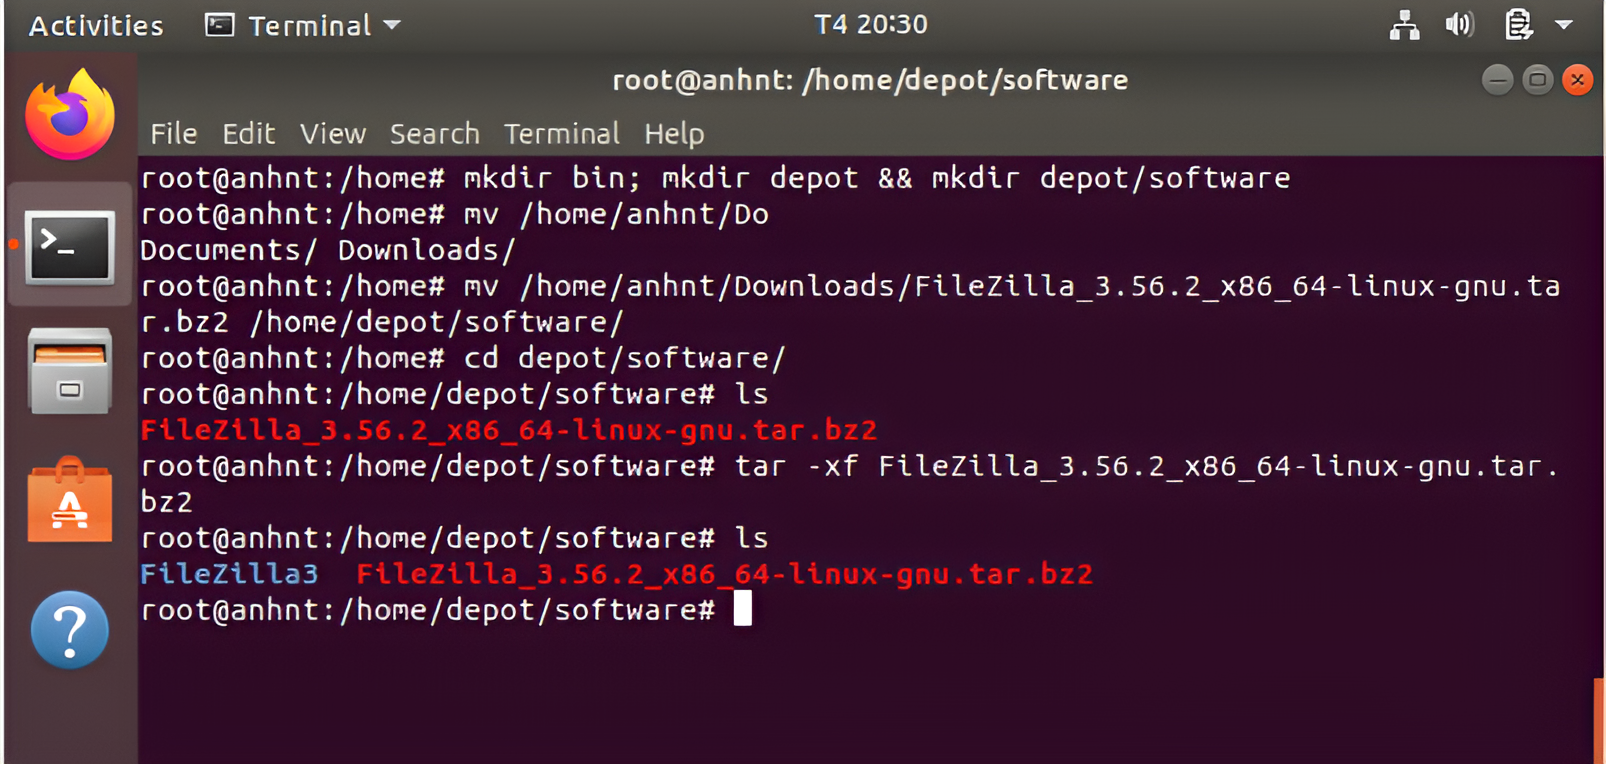 Activities Terminal T4 20:30
root@anhnt: /home/depot/software
File Edit View Search Terminal Help
root@anhnt:/home# mkdir bin; mkdir depot && mkdir depot/software
root@anhnt:/home# mv /home/anhnt/Do
Documents/ Downloads/
root@anhnt:/home# mv /home/anhnt/Downloads/FileZilla_3.56.2_x86_64-linux-gnu.ta
r.bz2 /home/depot/software/
root@anhnt:/home# cd depot/software/
root@anhnt:/home/depot/software# ls
FileZilla_3.56.2_x86_64-linux-gnu.tar.bz2
root@anhnt:/home/depot/software# tar -xf FileZilla_3.56.2_x86_64-linux-gnu.tar.
bz2
root@anhnt:/home/depot/software# ls
FileZilla3 FileZilla_3.56.2_x86_64-linux-gnu.tar.bz2
root@anhnt:/home/depot/software#